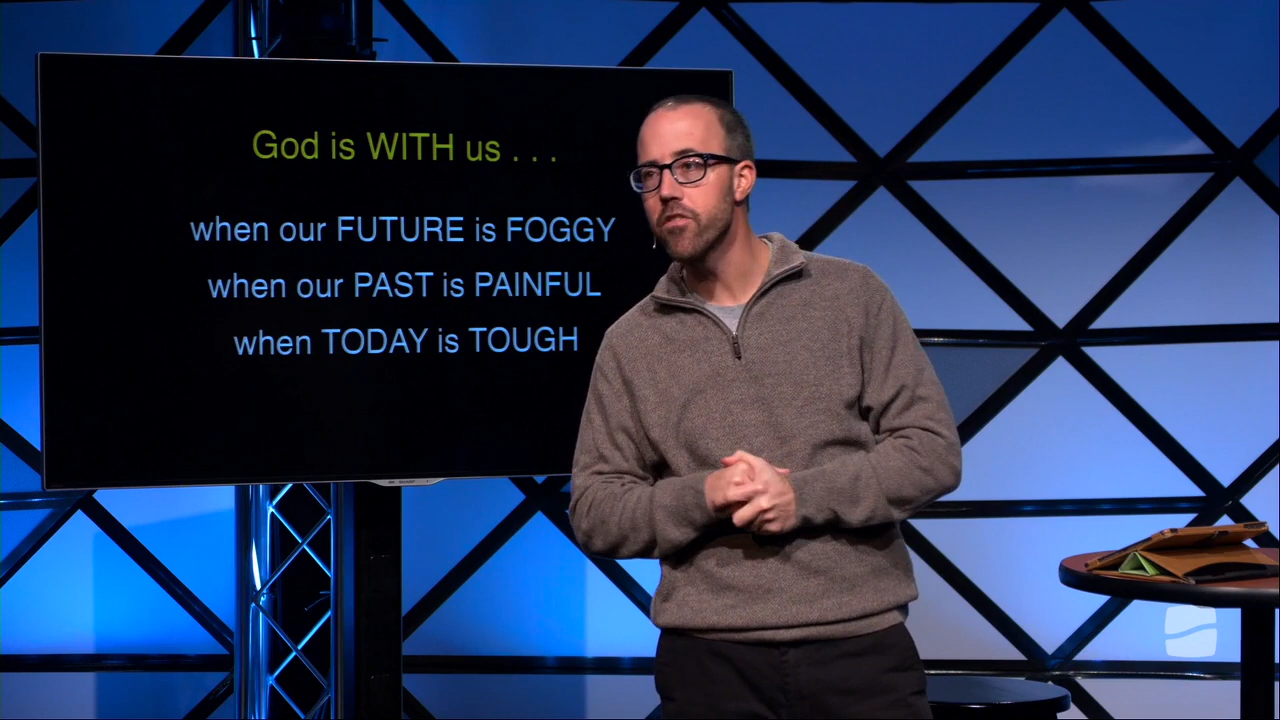 God is WITH us . . .
when our FUTURE is FOGGY
when our PAST is PAINFUL
when TODAY is TOUGH